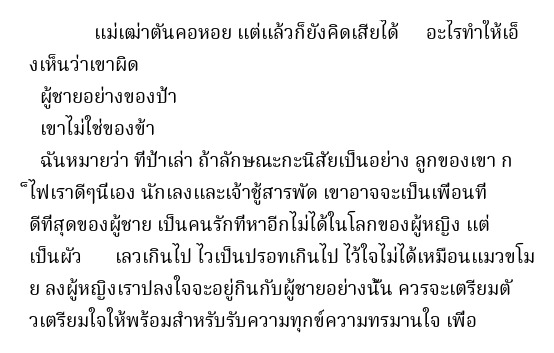 แม่เฒ่าตันคอหอย แต่แล้วก็ยังคิดเสียได้ อะไรทำให้เอ็
งเห็นว่าเขาผิด
ผู้ชายอย่างของป้า
เขาไม่ใช่ของข้า
ฉันหมายว่า ทีป้าเล่า ถ้าลักษณะกะนิสัยเป็นอย่าง ลูกของเขา ก
็ไฟเราดีๆนีเอง นักเลงและเจ้าชู้สารพัด เขาอาจจะเป็นเพือนที
ดีทีสุดของผู้ชาย เป็นคนรักทีหาอีกไม่ได้ในโลกของผู้หญิง แต่
เป็นผัว เลวเกินไป ไวเป็นปรอทเกินไป ไว้ใจไม่ได้เหมือนแมวขโม
ย ลงผู้หญิงเราปลงใจจะอยู่กินกับผู้ชายอย่างนั้น ควรจะเตรียมตั
วเตรียมใจให้พร้อมสำหรับรับความทุกข์ความทรมานใจ เพือ